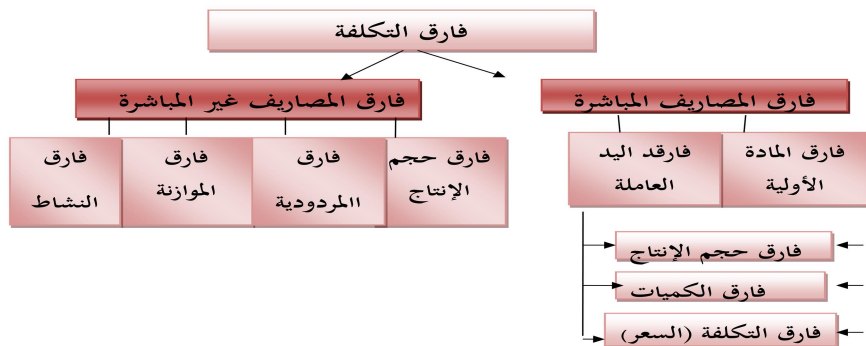 فارق التكلفة
فارق المصاريف المباشرة
فارق المصاريف غير المباشرة
فارق المادة
الأولية
فارقد اليد
العاملة
فارق حجم
الإنتاج
فارق
االمردودية
فارق
الموازنة
فارق
النشاط
فارق حجم الإنتاج
فارق الكميات
فارق التكلفة (السعر)